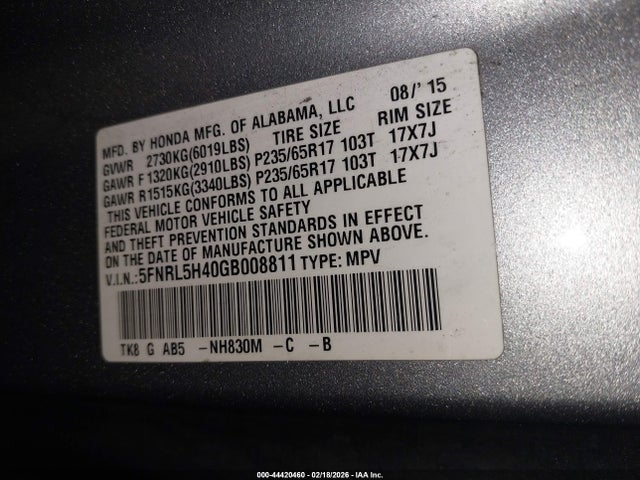 MFD. BY HONDA MFG. OF ALABAMA, LLC 08/' 15
GVWR 2730KG(6019LBS) TIRE SIZE RIM SIZE
GAWR F 1320KG(2910LBS) P235/65R17 103T 17X7J
GAWR R1515KG(3340LBS) P235/65R17 103T 17X7J
THIS VEHICLE CONFORMS TO ALL APPLICABLE
FEDERAL MOTOR VEHICLE SAFETY
AND THEFT PREVENTION STANDARDS IN EFFECT
ON THE DATE OF MANUFACTURE SHOWN ABOVE.
V.I.N.:5FNRL5H40GB008811 TYPE: MPV
TK8 G AB5 -NH830M -C -B
000-44420460 - 02/18/2026 - IAA Inc.